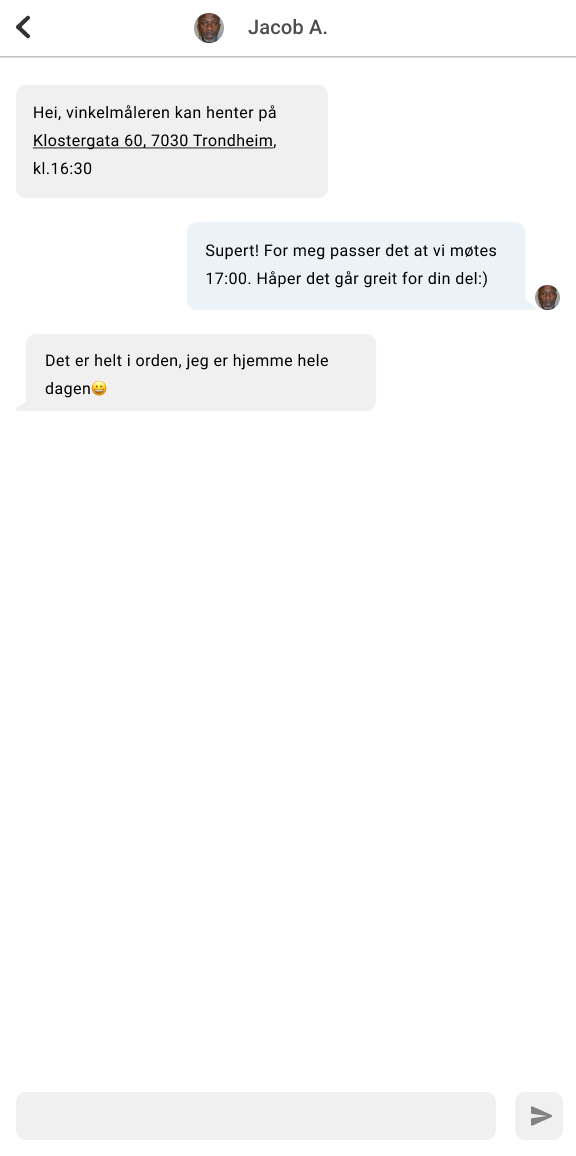 Jacob A.
Hei, vinkelmåleren kan henter på
Klostergata 60, 7030 Trondheim,
kl.16:30
Supert! For meg passer det at vi møtes
17:00. Håper det går greit for din del:)
Det er helt i orden, jeg er hjemme hele
dagen😀